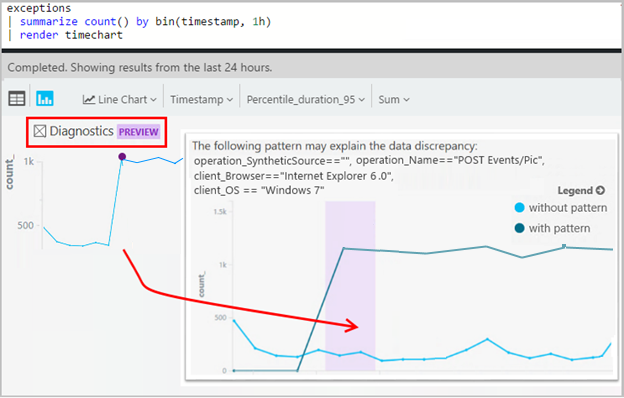 exceptions
| summarize count() by bin(timestamp, 1h)
| render timechart
Completed. Showing results from the last 24 hours.
Line Chart Timestamp Percentile_duration_95 Sum
Diagnostics PREVIEW
1k
500
count_
The following pattern may explain the data discrepancy:
operation_SyntheticSource=="", operation_Name=="POST Events/Pic",
client_Browser=="Internet Explorer 6.0",
client_OS == "Windows 7"
Legend
without pattern
with pattern
1.5k
1k
500
0
count_